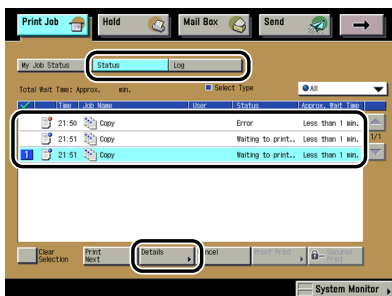 Print Job Hold Mail Box Send
My Job Status Status Log
Total Wait Time: Approx. min. Select Type All
Time Job Name User Status Approx. Wait Time
21:50 Copy Error Less than 1 min.
21:51 Copy Waiting to print.. Less than 1 min. 1/1
1 21:51 Copy Waiting to print.. Less than 1 min.
Clear Selection Print Next Details Secured Print
System Monitor